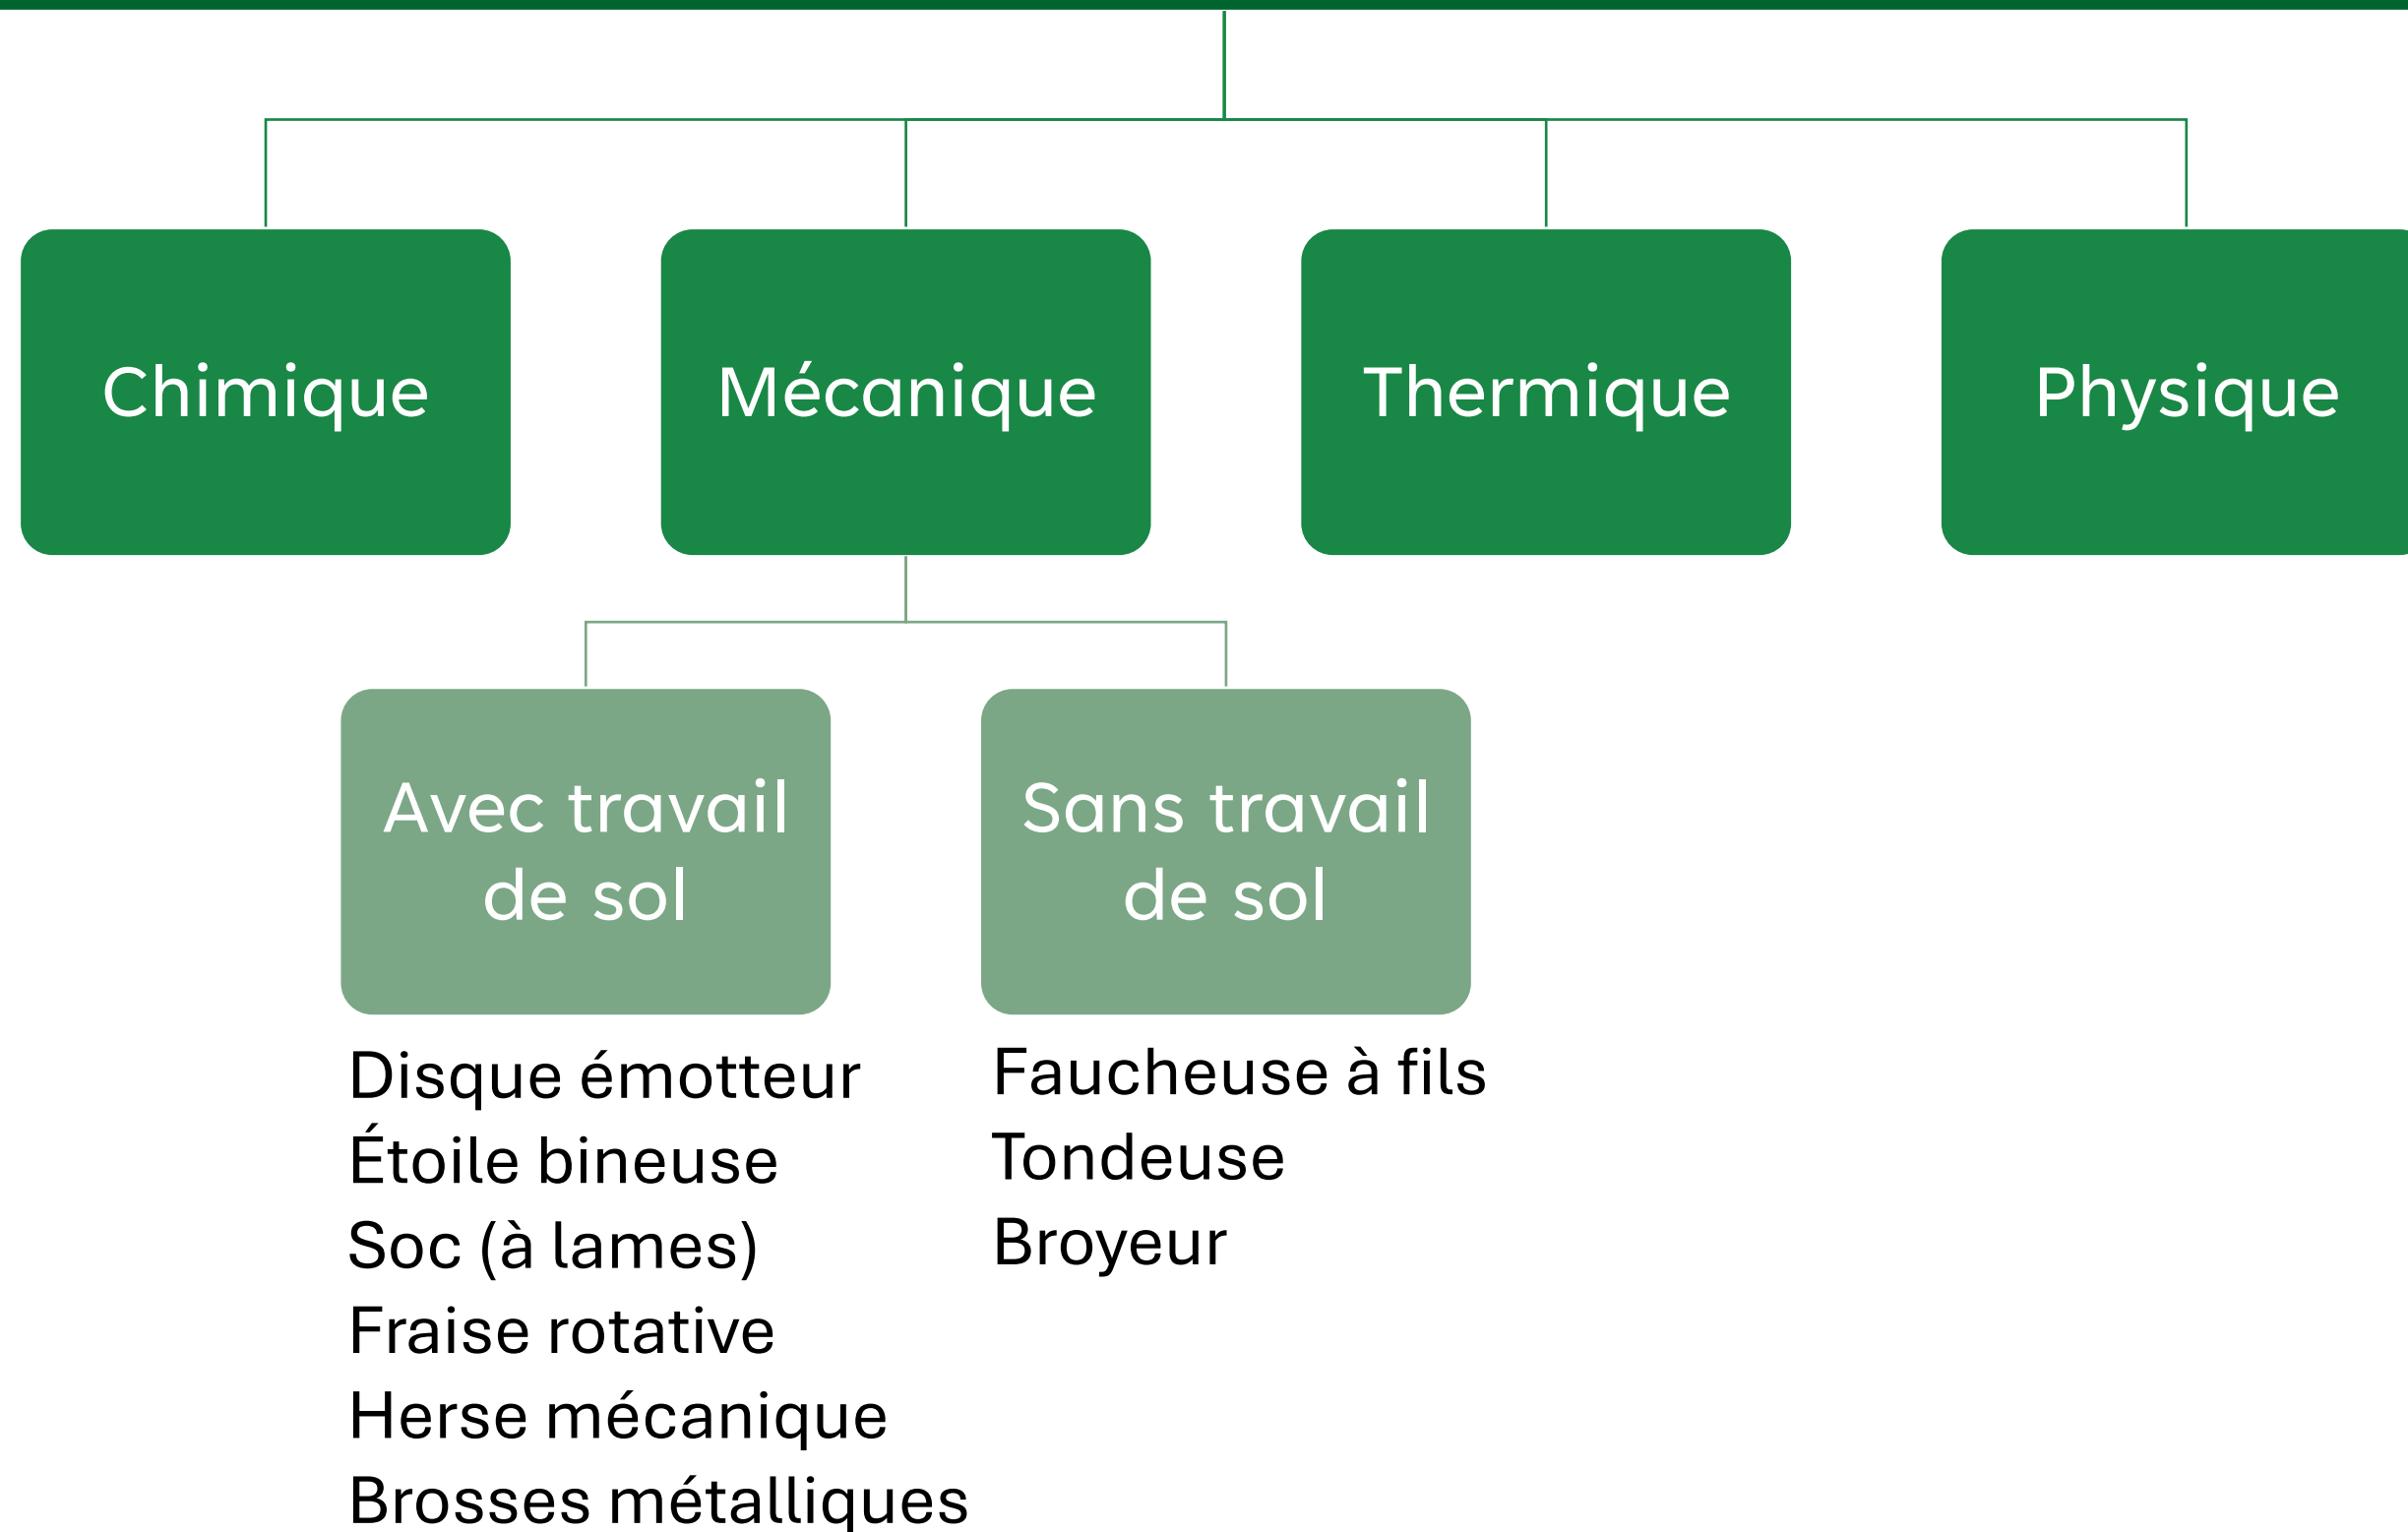 Chimique
Mécanique
Thermique
Physique
Avec travail
de sol
Sans travail
de sol
Disque émotteur
Étoile bineuse
Soc (à lames)
Fraise rotative
Herse mécanique
Brosses métalliques
Faucheuse à fils
Tondeuse
Broyeur